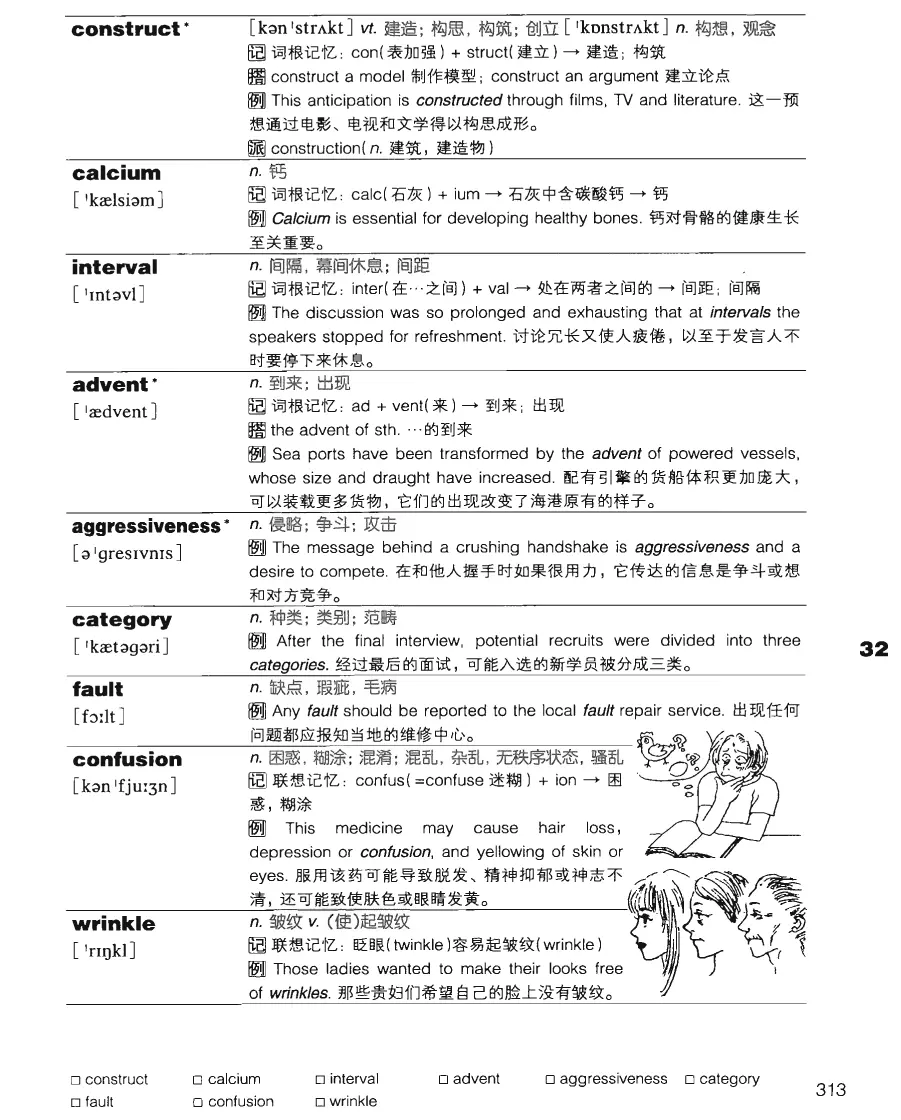 construct* [kən'strʌkt] vt. 建造；构思，构筑；创立 ['kɒnstrʌkt] n. 构想，观念
记 词根记忆：con(表加强) + struct(建立) → 建造；构筑
搭 construct a model 制作模型；construct an argument 建立论点
例 This anticipation is constructed through films, TV and literature. 这一预
想通过电影、电视和文学得以构思成形。
派 construction(n. 建筑，建造物)
calcium n. 钙
['kælsiəm] 记 词根记忆：calc(石灰) + ium → 石灰中含碳酸钙 → 钙
例 Calcium is essential for developing healthy bones. 钙对骨骼的健康生长
至关重要。
interval n. 间隔，幕间休息；间距
['ɪntəvl] 记 词根记忆：inter(在…之间) + val → 处在两者之间的 → 间距；间隔
例 The discussion was so prolonged and exhausting that at intervals the
speakers stopped for refreshment. 讨论冗长又使人疲倦，以至于发言人不
时要停下来休息。
advent* n. 到来；出现
['ædvent] 记 词根记忆：ad + vent(来) → 到来；出现
搭 the advent of sth. …的到来
例 Sea ports have been transformed by the advent of powered vessels,
whose size and draught have increased. 配有引擎的货船体积更加庞大，
可以装载更多货物，它们的出现改变了海港原有的样子。
aggressiveness* n. 侵略；争斗；攻击
[ə'gresɪvnɪs] 例 The message behind a crushing handshake is aggressiveness and a
desire to compete. 在和他人握手时如果很用力，它传达的信息是争斗或想
和对方竞争。
category n. 种类；类别；范畴
['kætəgəri] 例 After the final interview, potential recruits were divided into three
categories. 经过最后的面试，可能入选的新学员被分成三类。
32
fault n. 缺点，瑕疵，毛病
[fɔːlt] 例 Any fault should be reported to the local fault repair service. 出现任何
问题都应报知当地的维修中心。
confusion n. 困惑，糊涂；混淆；混乱，杂乱，无秩序状态，骚乱
[kən'fjuːʒn] 记 联想记忆：confus(=confuse 迷糊) + ion → 困
惑，糊涂
例 This medicine may cause hair loss,
depression or confusion, and yellowing of skin or
eyes. 服用该药可能导致脱发、精神抑郁或神志不
清，还可能致使肤色或眼睛发黄。
wrinkle n. 皱纹 v. (使)起皱纹
['rɪŋkl] 记 联想记忆：眨眼(twinkle)容易起皱纹(wrinkle)
例 Those ladies wanted to make their looks free
of wrinkles. 那些贵妇们希望自己的脸上没有皱纹。
□ construct □ calcium □ interval □ advent □ aggressiveness □ category
□ fault □ confusion □ wrinkle
313